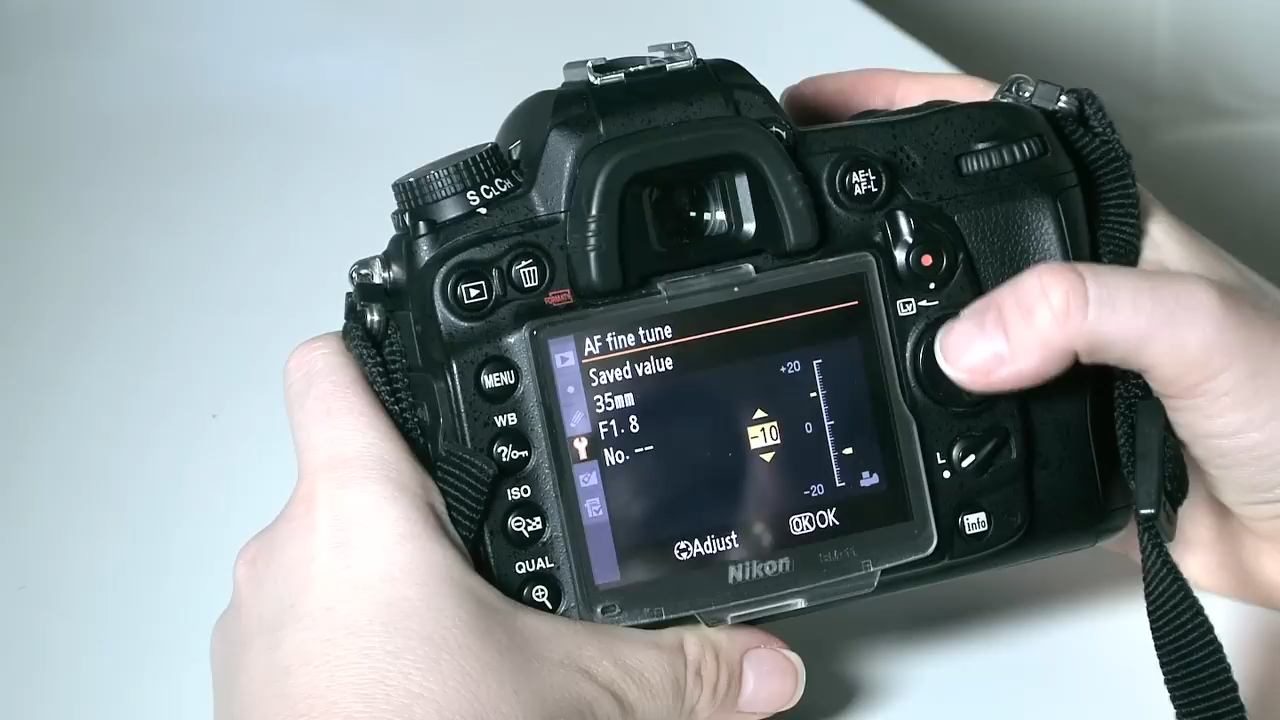 S CL CH
AE-L
AF-L
FORMAT
Lv
MENU
WB
?/
ISO
QUAL
AF fine tune
Saved value
35mm
F1.8
No. --
-10
+20
0
-20
Adjust
OK OK
Nikon
L
info